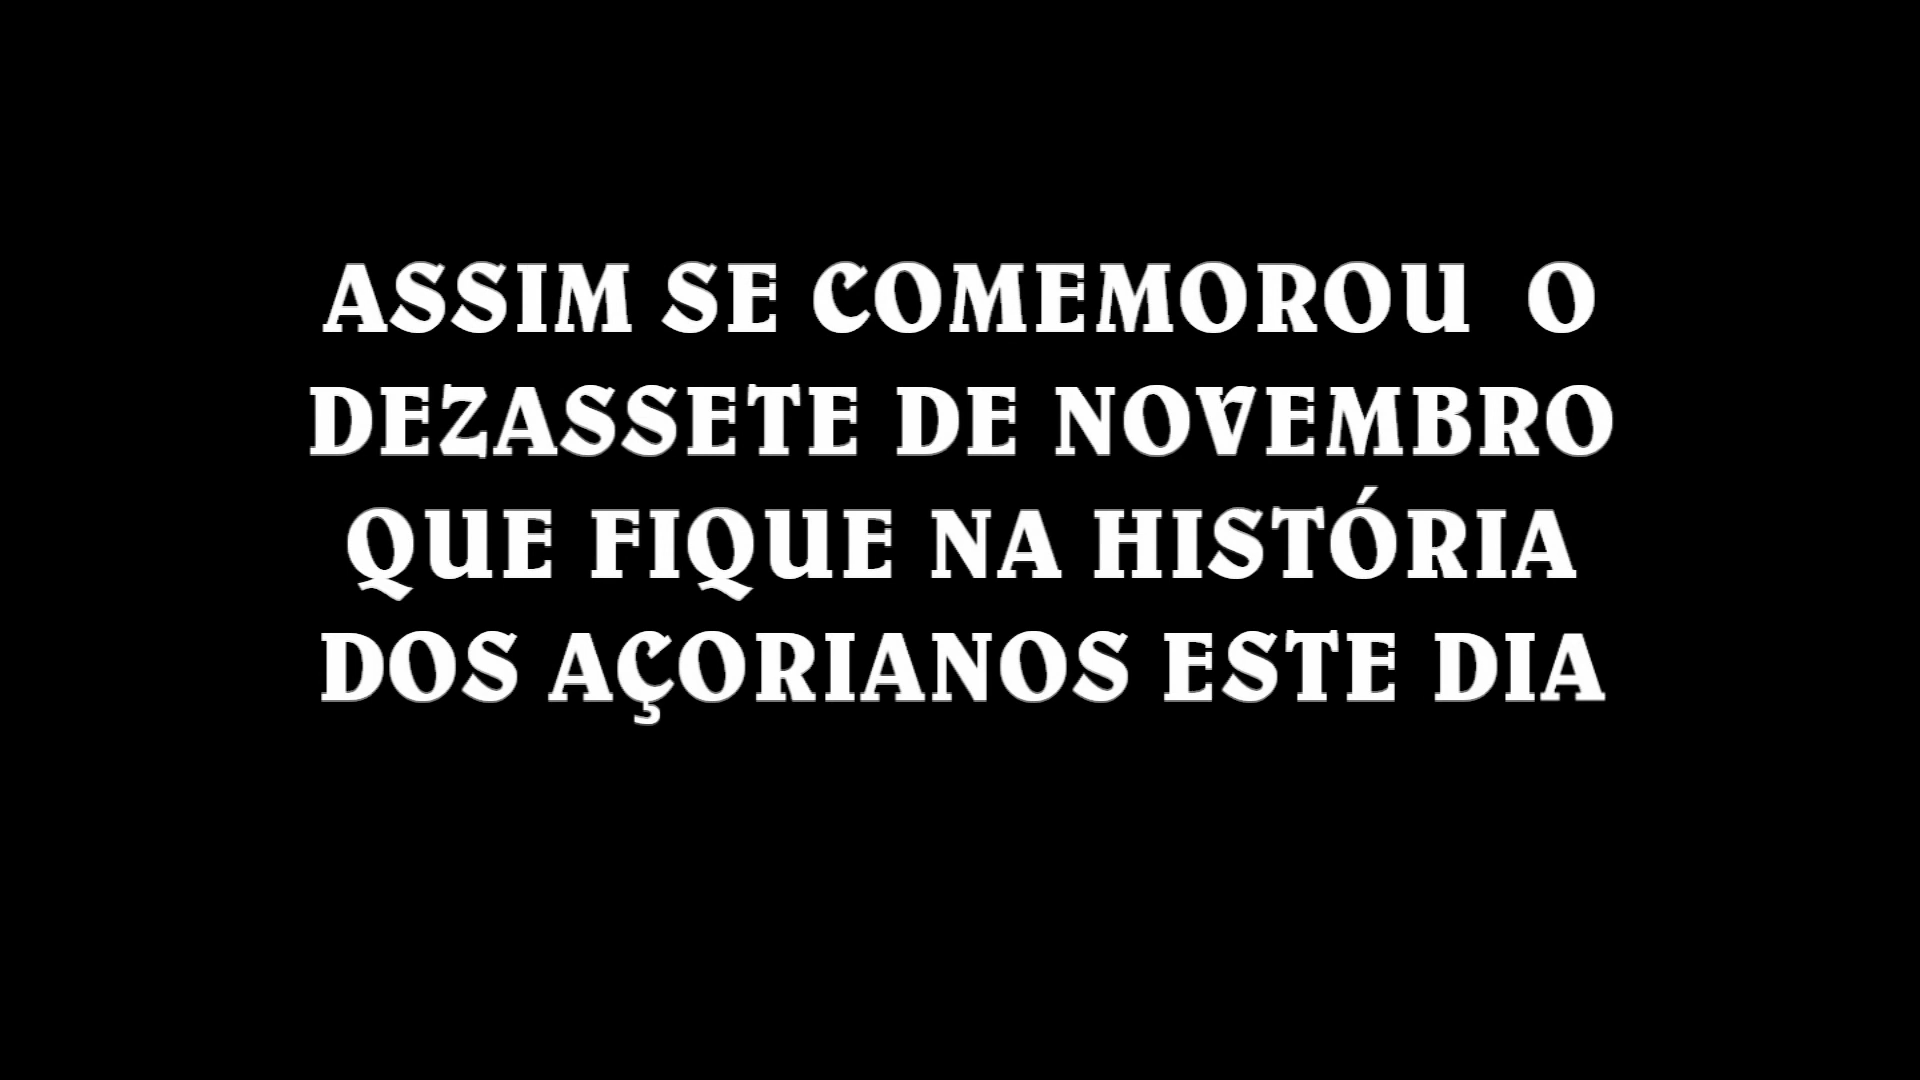 ASSIM SE COMEMOROU  O
DEZASSETE DE NOVEMBRO
QUE FIQUE NA HISTÓRIA
DOS AÇORIANOS ESTE DIA